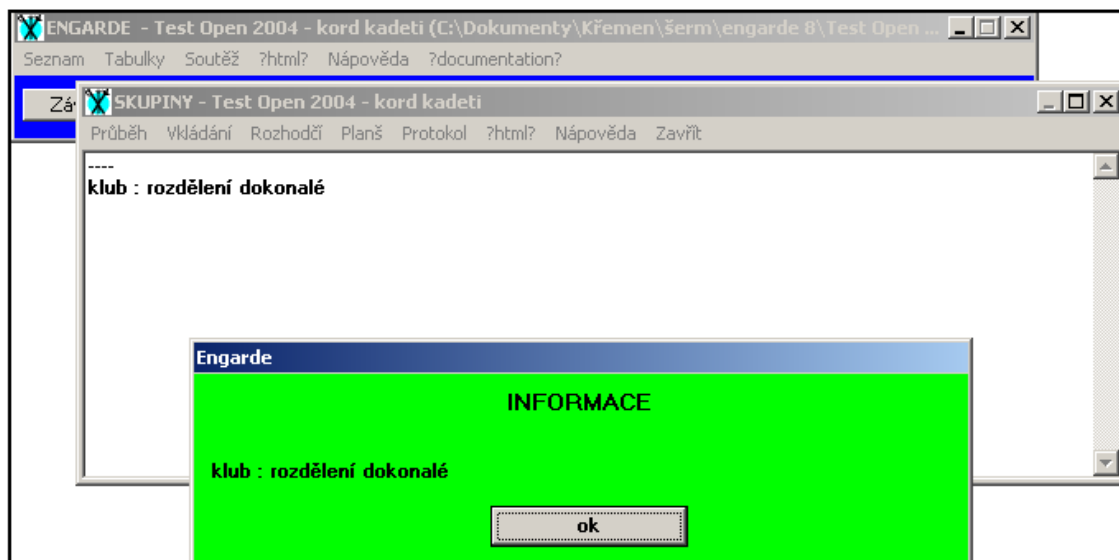 ENGARDE - Test Open 2004 - kord kadeti (C:\Dokumenty\Křemen\šerm\engarde 8\Test Open ...
Seznam Tabulky Soutěž ?html? Nápověda ?documentation?
Zá
SKUPINY - Test Open 2004 - kord kadeti
Průběh Vkládání Rozhodčí Planš Protokol ?html? Nápověda Zavřít
----
klub : rozdělení dokonalé
Engarde
INFORMACE
klub : rozdělení dokonalé
ok